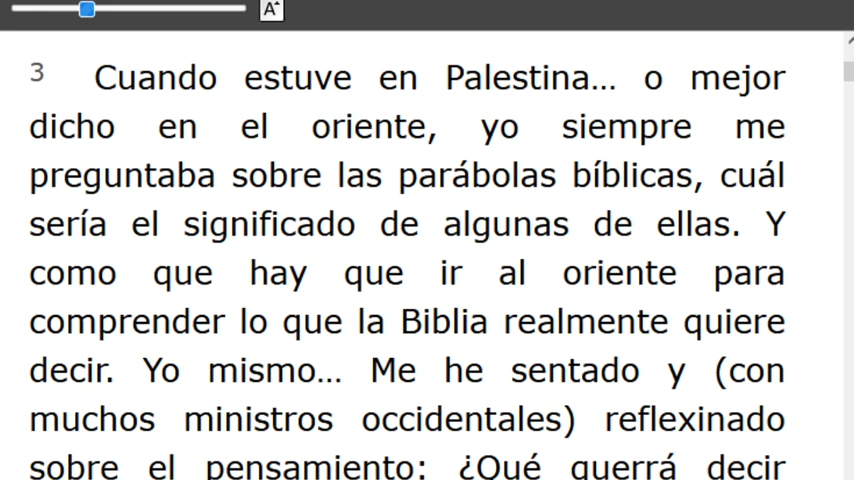 A
3 Cuando estuve en Palestina... o mejor
dicho en el oriente, yo siempre me
preguntaba sobre las parábolas bíblicas, cuál
sería el significado de algunas de ellas. Y
como que hay que ir al oriente para
comprender lo que la Biblia realmente quiere
decir. Yo mismo... Me he sentado y (con
muchos ministros occidentales) reflexinado
sobre el pensamiento: ¿Qué querrá decir